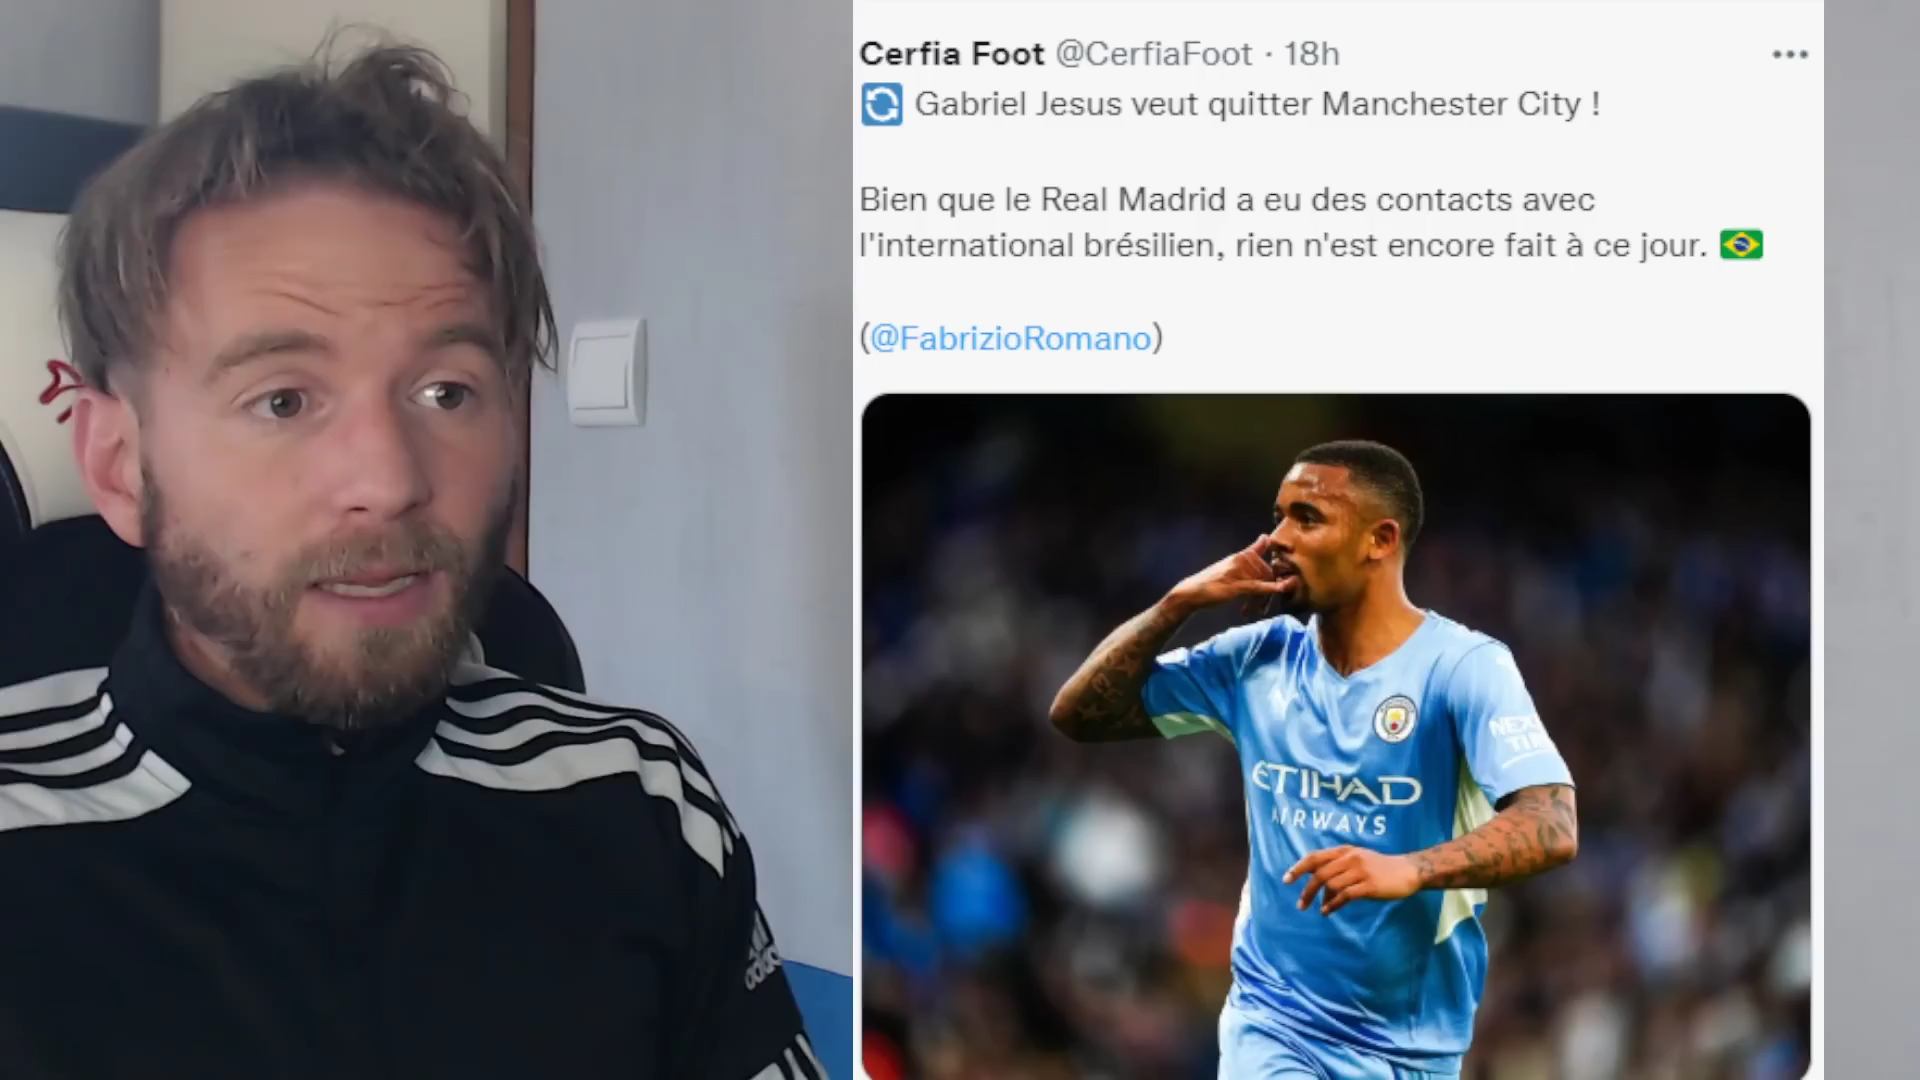 Cerfia Foot @CerfiaFoot · 18h
Gabriel Jesus veut quitter Manchester City !
Bien que le Real Madrid a eu des contacts avec
l'international brésilien, rien n'est encore fait à ce jour.
(@FabrizioRomano)
ETIHAD
AIRWAYS
adidas